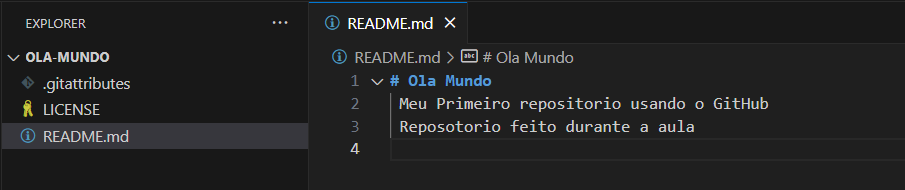 EXPLORER
OLA-MUNDO
.gitattributes
LICENSE
README.md
README.md
README.md > # Ola Mundo
1 # Ola Mundo
2 Meu Primeiro repositorio usando o GitHub
3 Reposotorio feito durante a aula
4